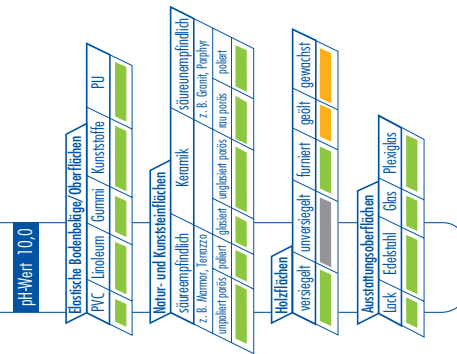 pH-Wert 10,0
Elastische Bodenbeläge/Oberflächen
PVC Linoleum Gummi Kunststoffe PU
Natur- und Kunststeinflächen
säureempfindlich Keramik säureunempfindlich
z. B. Marmor, Terrazzo z. B. Granit, Porphyr
unpoliert porös poliert glasiert unglasiert porös rau porös poliert
Holzflächen
versiegelt unversiegelt furniert geölt gewachst
Ausstattungsoberflächen
Lack Edelstahl Glas Plexiglas